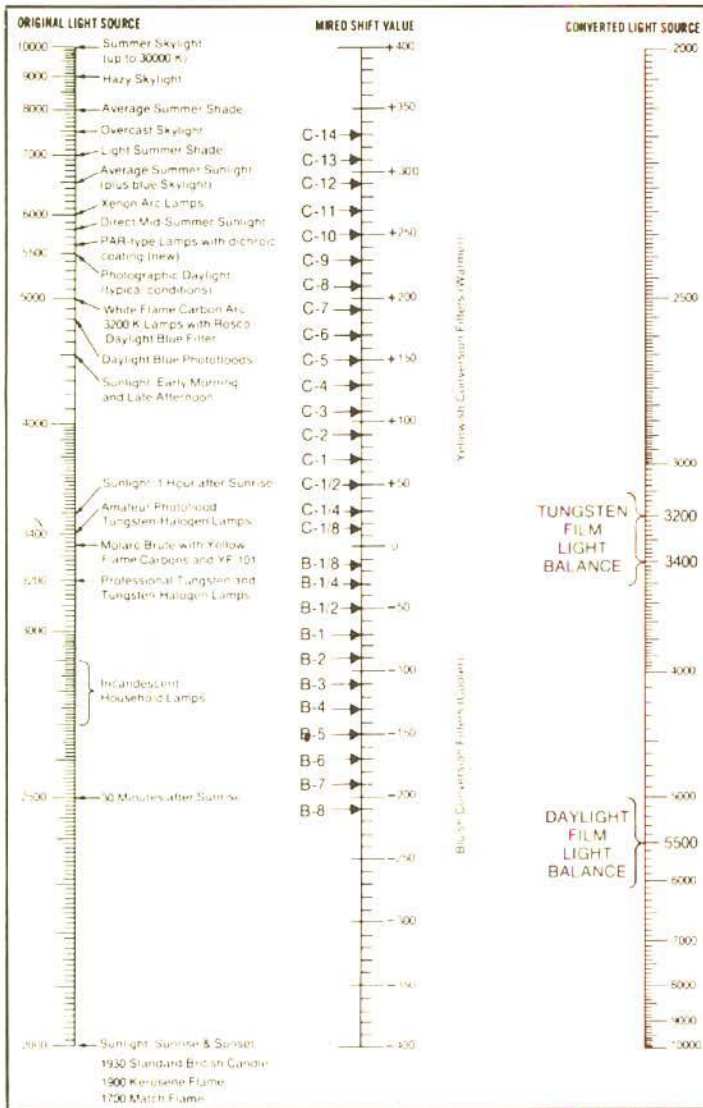 ORIGINAL LIGHT SOURCE
10000
Summer Skylight
(up to 30000 K)
9000
Hazy Skylight
8000
Average Summer Shade
Overcast Skylight
7000
Light Summer Shade
Average Summer Sunlight
(plus blue Skylight)
6000
Xenon Arc Lamps
Direct Mid-Summer Sunlight
PAR-type Lamps with dichroic
coating (new)
5500
Photographic Daylight
(typical conditions)
5000
White Flame Carbon Arc
3200 K Lamps with Rosco
Daylight Blue Filter
Daylight Blue Photofloods
Sunlight: Early Morning
and Late Afternoon
4000
Sunlight: 1 Hour after Sunrise
Amateur Photoflood
Tungsten-Halogen Lamps
3400
Molarc Brute with Yellow
Flame Carbons and YF 101
3200
Professional Tungsten and
Tungsten-Halogen Lamps
3000
Incandescent
Household Lamps
2500
30 Minutes after Sunrise
2000
Sunlight: Sunrise & Sunset
1930 Standard British Candle
1900 Kerosene Flame
1700 Match Flame
MIRED SHIFT VALUE
+400
+350
C-14
C-13
+300
C-12
C-11
C-10
+250
C-9
C-8
+200
C-7
C-6
C-5
+150
C-4
C-3
+100
C-2
C-1
C-1/2
+50
C-1/4
C-1/8
0
B-1/8
B-1/4
B-1/2
-50
B-1
B-2
-100
B-3
B-4
B-5
-150
B-6
B-7
-200
B-8
-250
-300
-350
-400
Yellowish Conversion Filters (Warmer)
Bluish Conversion Filters (Cooler)
CONVERTED LIGHT SOURCE
2000
2500
3000
TUNGSTEN
FILM
LIGHT
BALANCE
3200
3400
4000
5000
DAYLIGHT
FILM
LIGHT
BALANCE
5500
6000
7000
8000
9000
10000